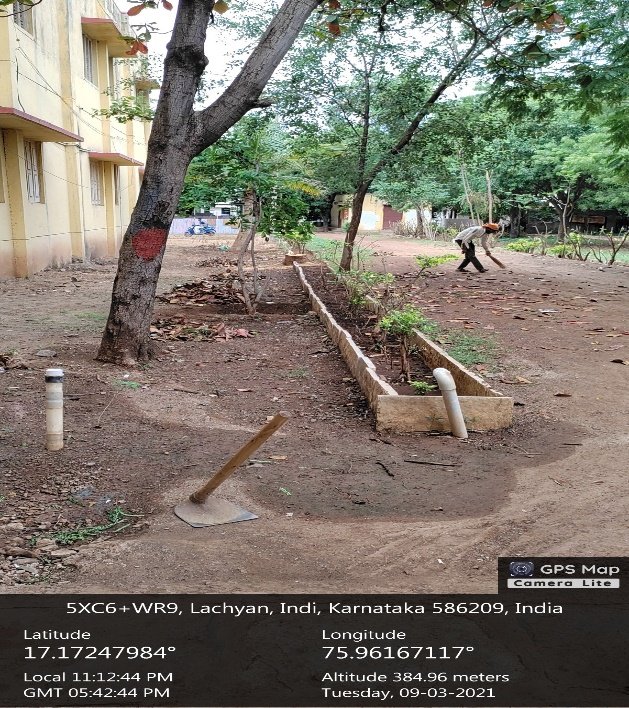 GPS Map
Camera Lite
5XC6+WR9, Lachyan, Indi, Karnataka 586209, India
Latitude
17.17247984°
Longitude
75.96167117°
Local 11:12:44 PM
GMT 05:42:44 PM
Altitude 384.96 meters
Tuesday, 09-03-2021